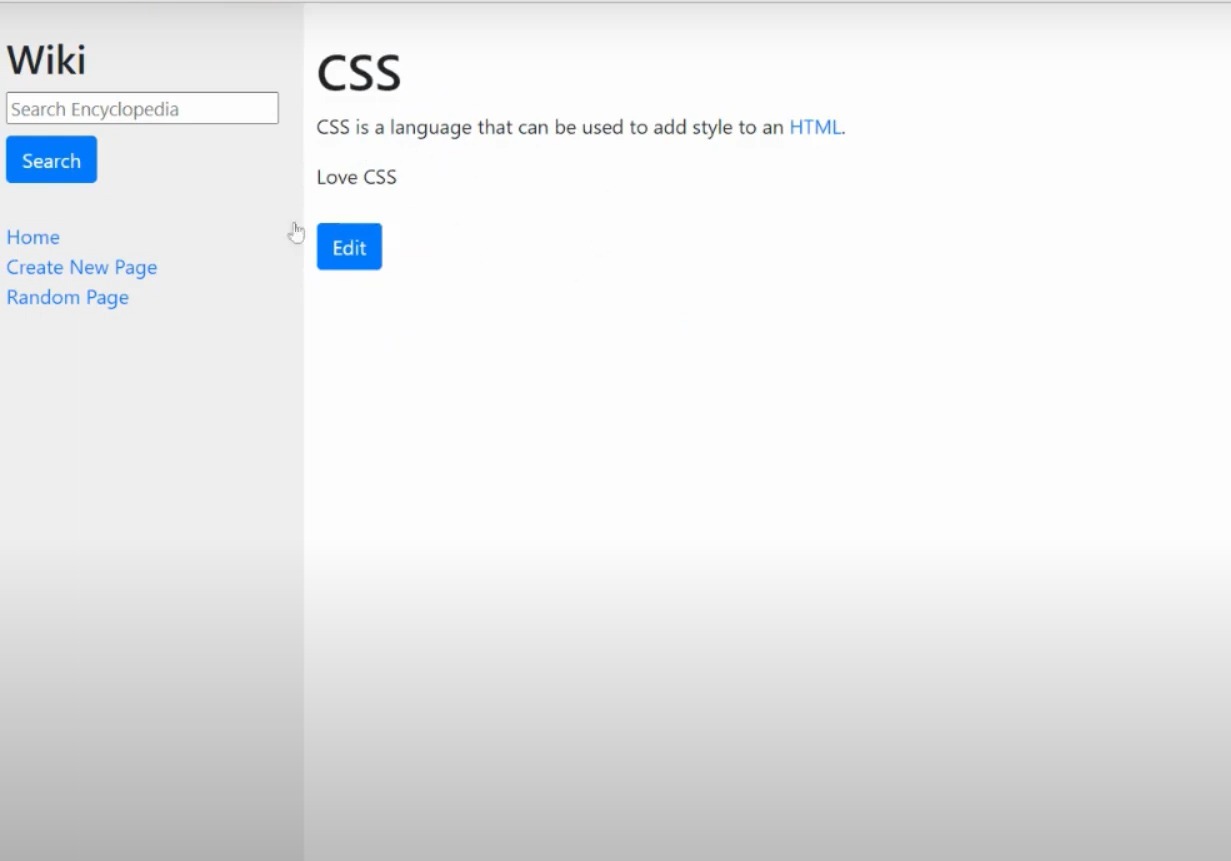 Wiki
Search Encyclopedia
Search
Home
Create New Page
Random Page
CSS
CSS is a language that can be used to add style to an HTML.
Love CSS
Edit